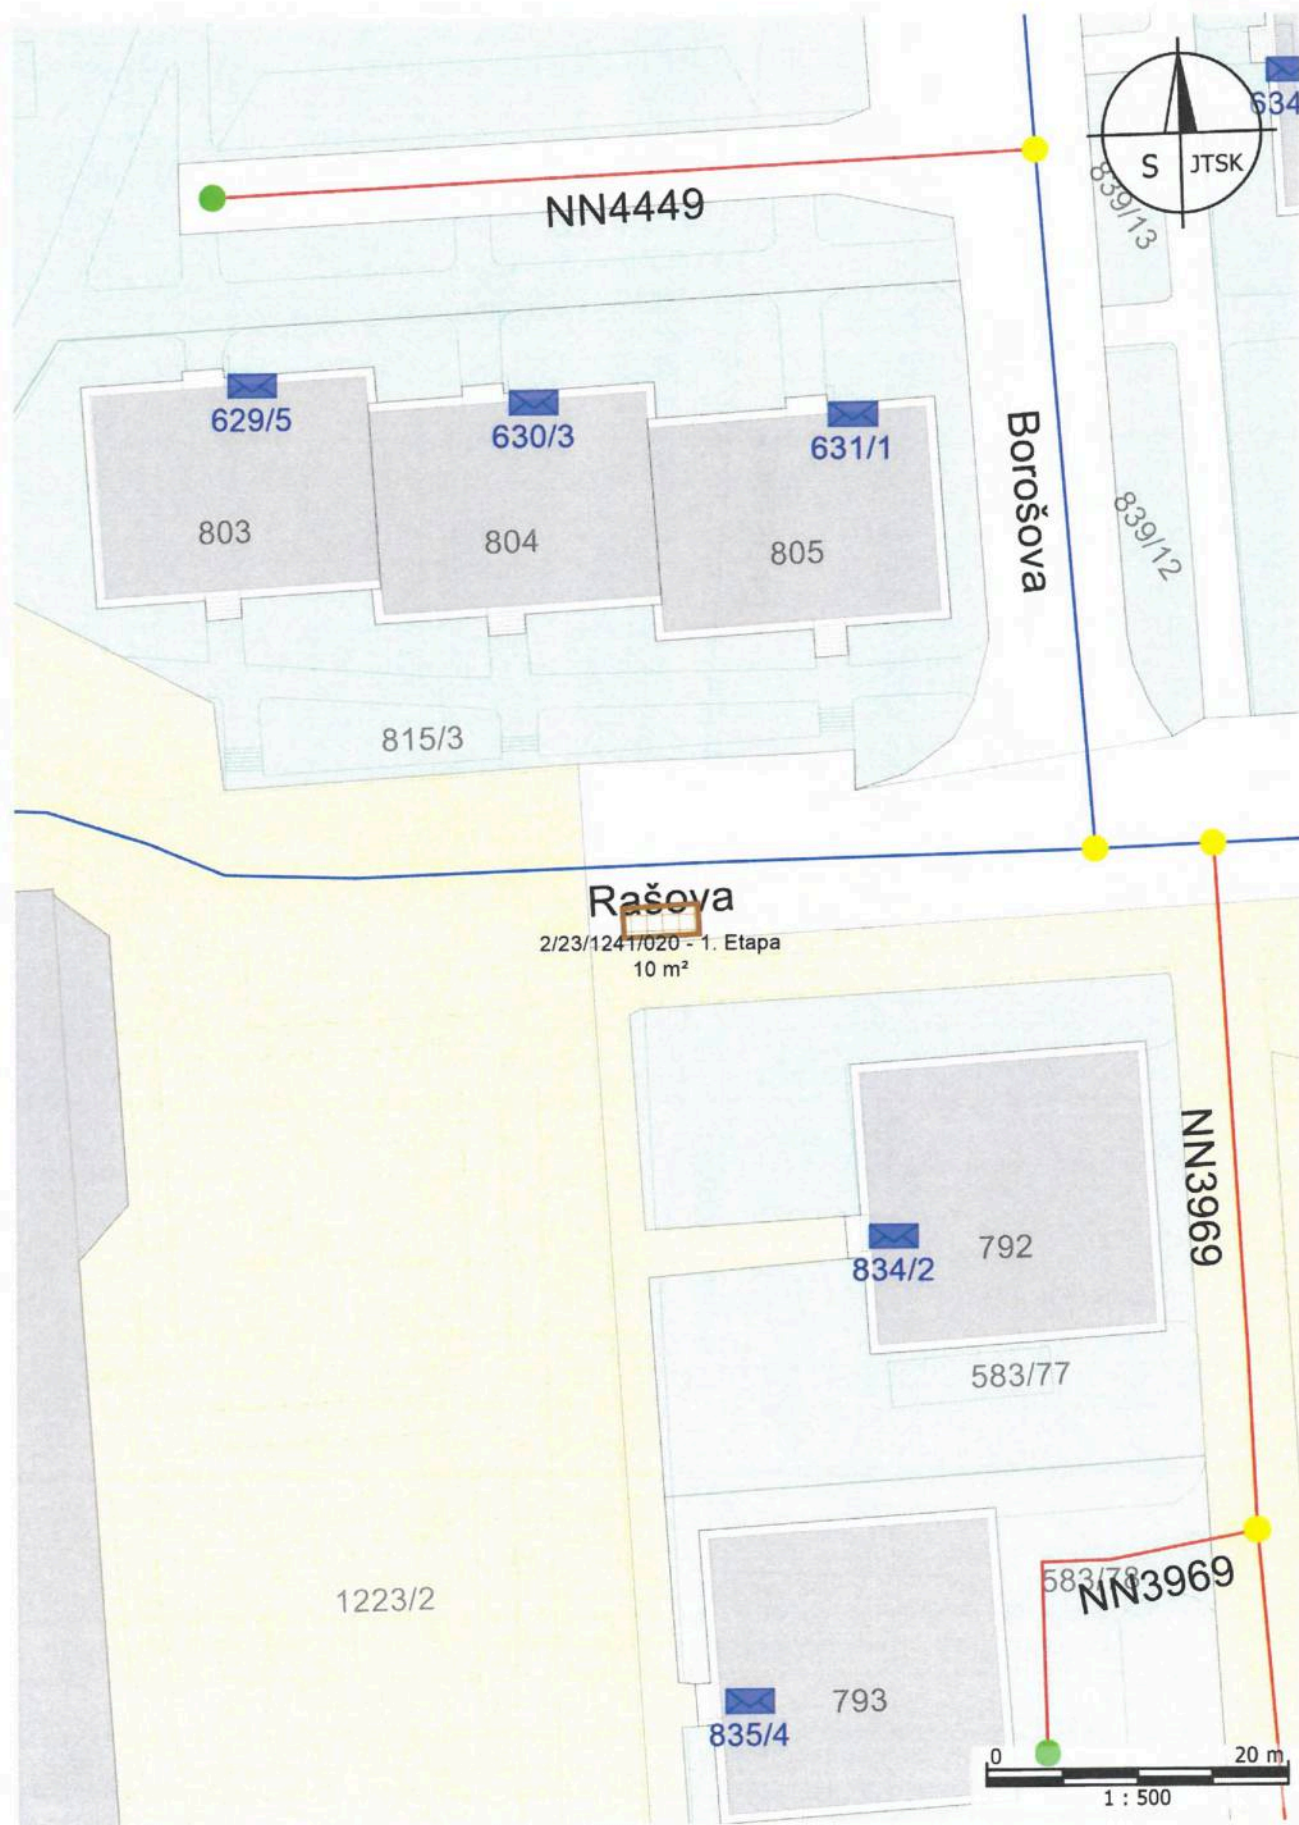 634
S JTSK
839/13
NN4449
629/5
630/3
631/1
Borošova
803
804
805
839/12
815/3
Rašova
2/23/1241/020 - 1. Etapa
10 m²
NN3969
834/2
792
583/77
583/78
NN3969
1223/2
793
835/4
0 20 m
1 : 500